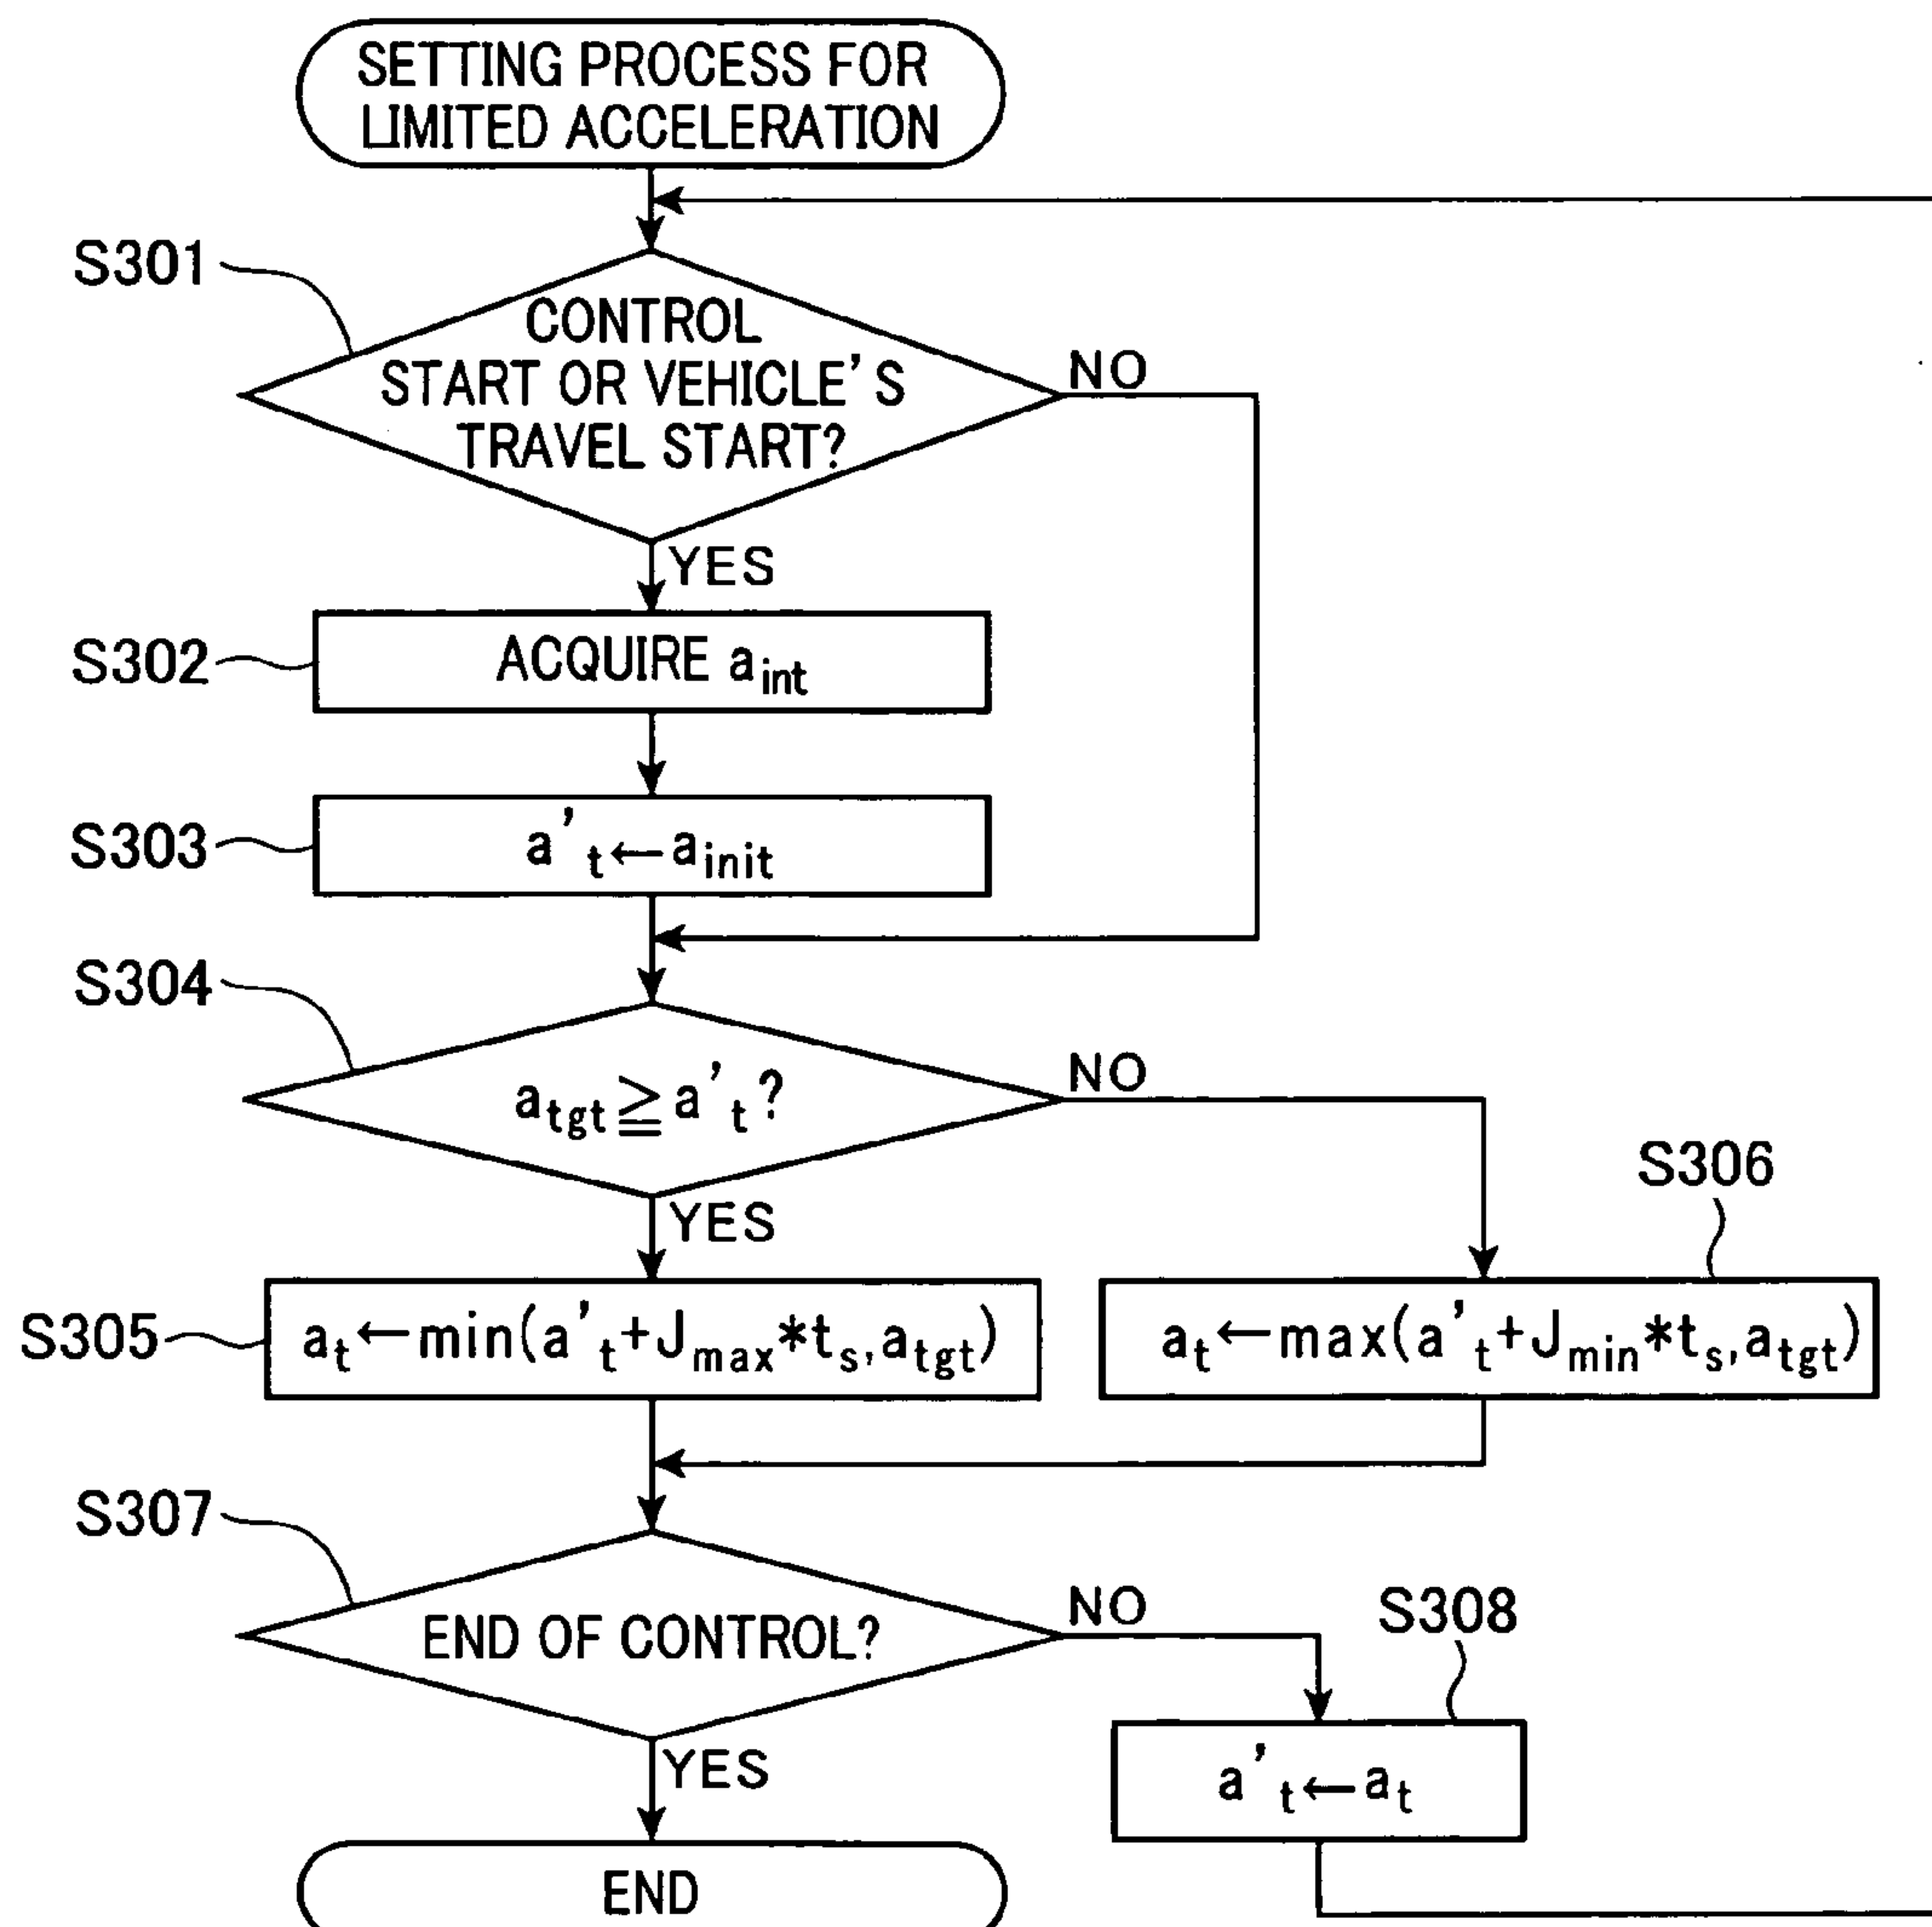 SETTING PROCESS FOR
LIMITED ACCELERATION
S301
CONTROL
START OR VEHICLE'S
TRAVEL START?
NO
YES
S302
ACQUIRE a_int
S303
a'_t←a_init
S304
a_tgt≧a'_t?
NO
YES
S306
S305
a_t←min(a'_t+J_max*t_s,a_tgt)
a_t←max(a'_t+J_min*t_s,a_tgt)
S307
END OF CONTROL?
NO
S308
YES
a'_t←a_t
END